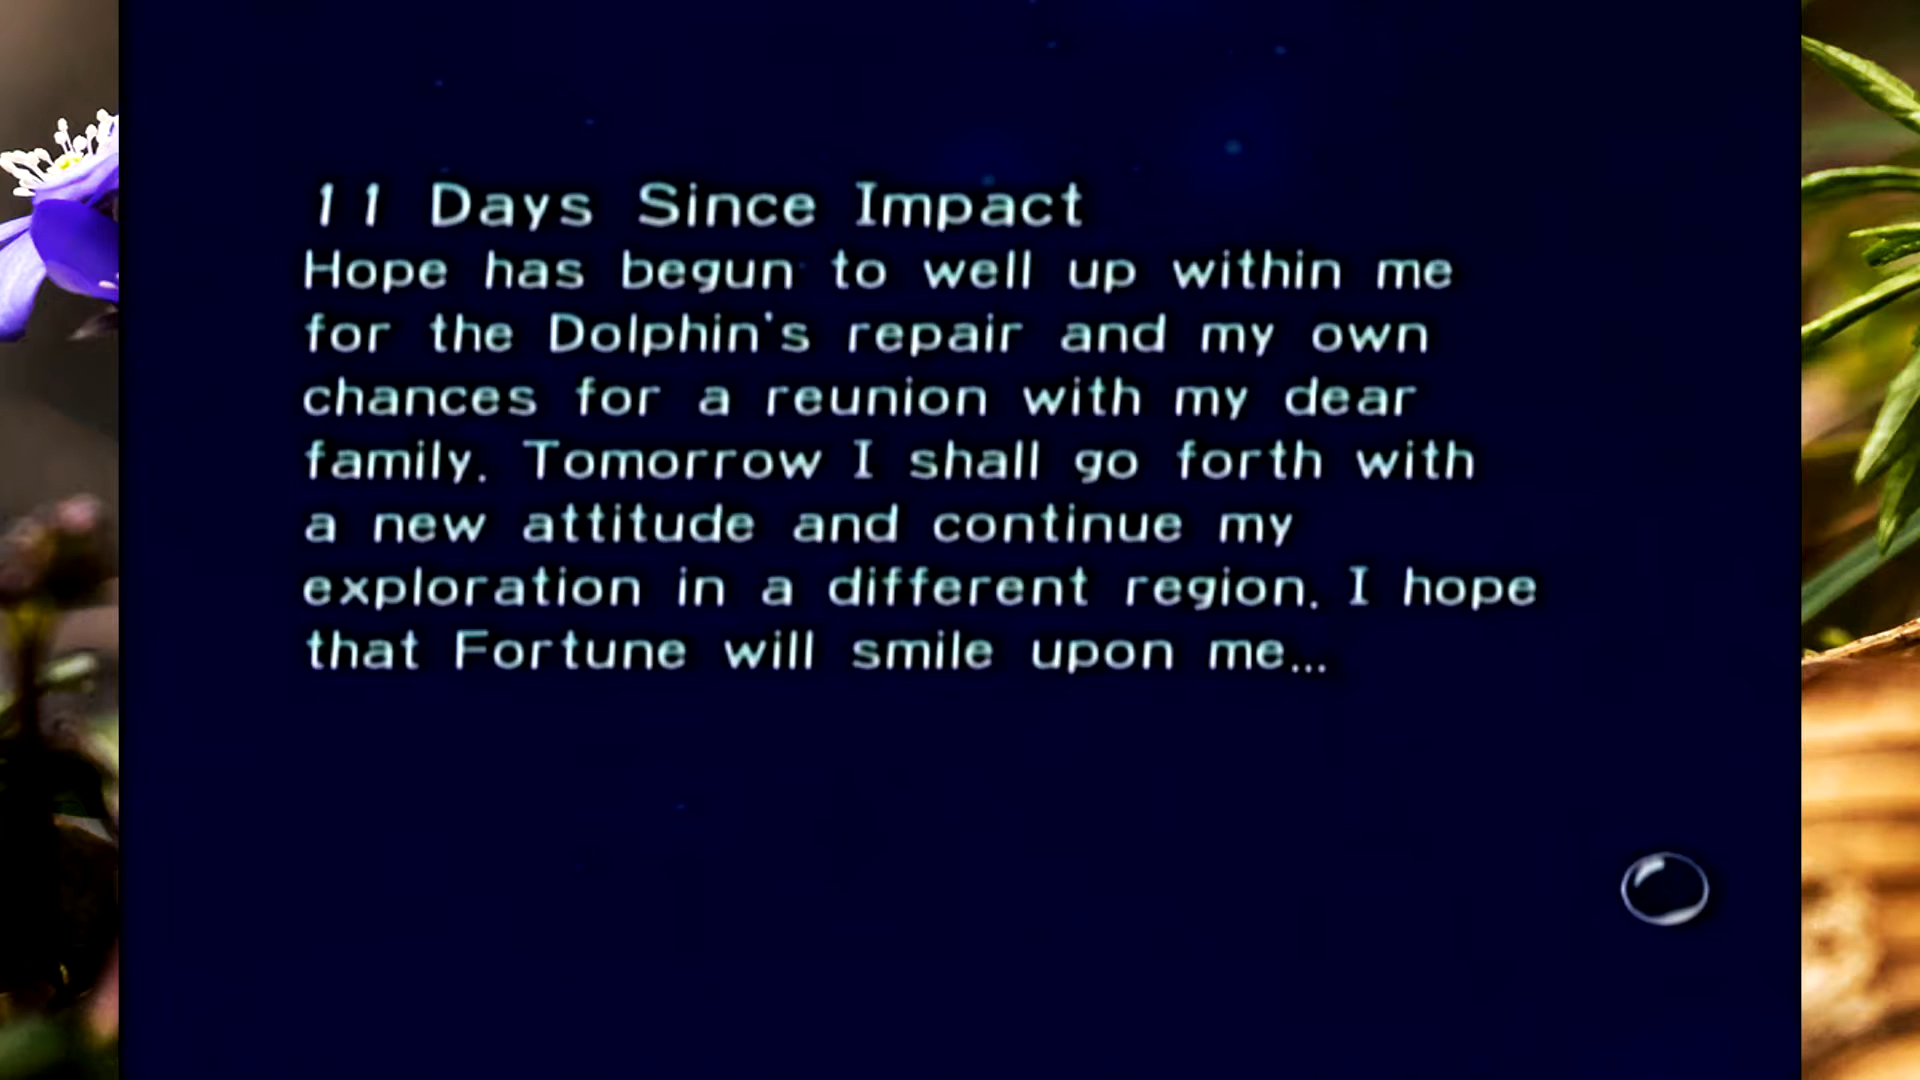 11 Days Since Impact
Hope has begun to well up within me
for the Dolphin's repair and my own
chances for a reunion with my dear
family. Tomorrow I shall go forth with
a new attitude and continue my
exploration in a different region. I hope
that Fortune will smile upon me...